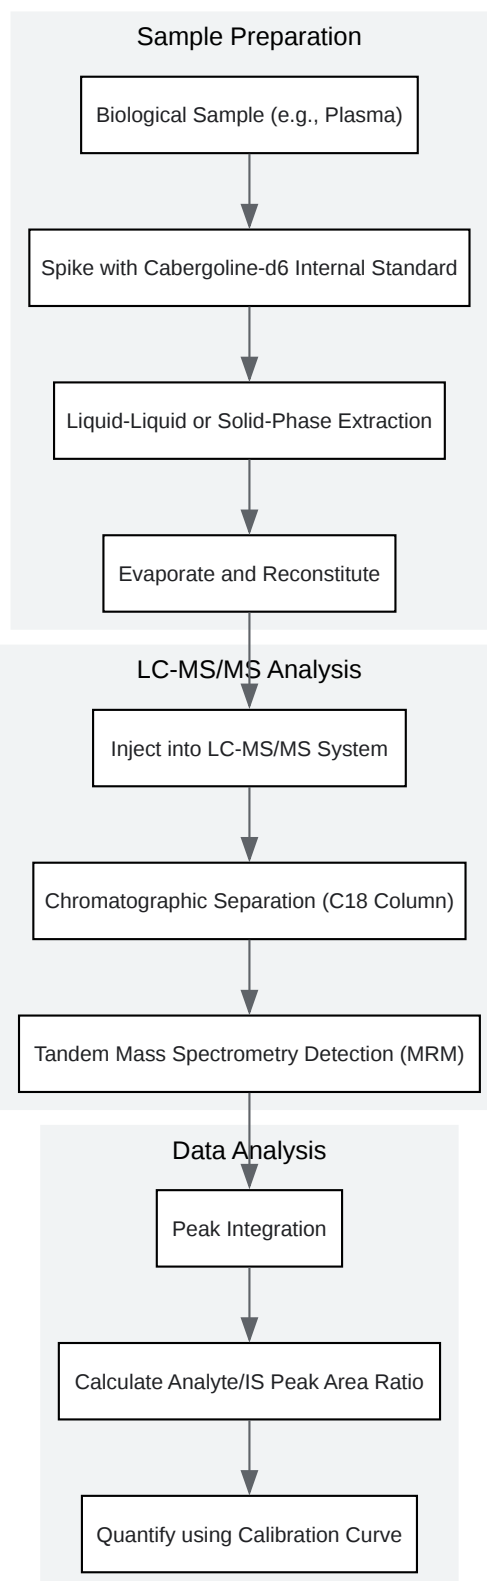 Sample Preparation
Biological Sample (e.g., Plasma)
Spike with Cabergoline-d6 Internal Standard
Liquid-Liquid or Solid-Phase Extraction
Evaporate and Reconstitute
LC-MS/MS Analysis
Inject into LC-MS/MS System
Chromatographic Separation (C18 Column)
Tandem Mass Spectrometry Detection (MRM)
Data Analysis
Peak Integration
Calculate Analyte/IS Peak Area Ratio
Quantify using Calibration Curve